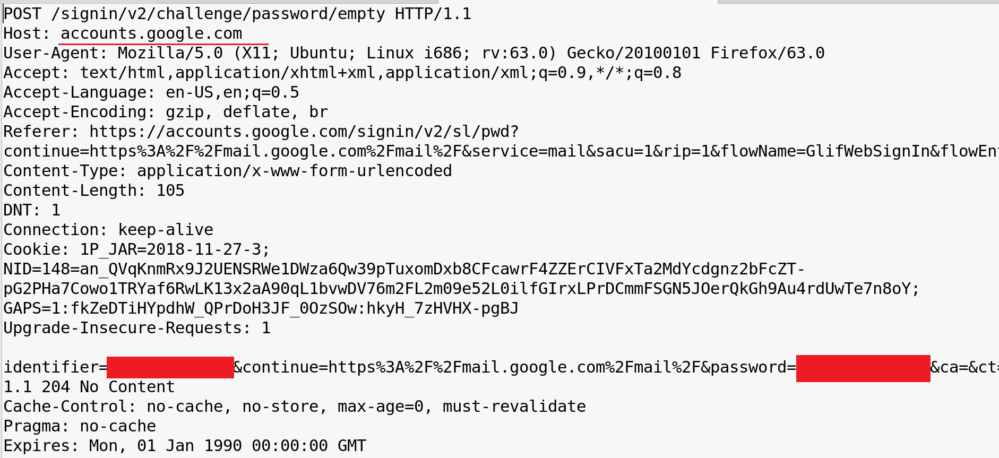 POST /signin/v2/challenge/password/empty HTTP/1.1
Host: accounts.google.com
User-Agent: Mozilla/5.0 (X11; Ubuntu; Linux i686; rv:63.0) Gecko/20100101 Firefox/63.0
Accept: text/html,application/xhtml+xml,application/xml;q=0.9,*/*;q=0.8
Accept-Language: en-US,en;q=0.5
Accept-Encoding: gzip, deflate, br
Referer: https://accounts.google.com/signin/v2/sl/pwd?
continue=https%3A%2F%2Fmail.google.com%2Fmail%2F&service=mail&sacu=1&rip=1&flowName=GlifWebSignIn&flowEnt
Content-Type: application/x-www-form-urlencoded
Content-Length: 105
DNT: 1
Connection: keep-alive
Cookie: 1P_JAR=2018-11-27-3;
NID=148=an_QVqKnmRx9J2UENSRWe1DWza6Qw39pTuxomDxb8CFcawrF4ZZErCIVFxTa2MdYcdgnz2bFcZT-
pG2PHa7Cowo1TRYaf6RwLK13x2aA90qL1bvwDV76m2FL2m09e52L0ilfGIrxLPrDCmmFSGN5JOerQkGh9Au4rdUwTe7n8oY;
GAPS=1:fkZeDTiHYpdhW_QPrDoH3JF_0OzSOw:hkyH_7zHVHX-pgBJ
Upgrade-Insecure-Requests: 1
identifier= &continue=https%3A%2F%2Fmail.google.com%2Fmail%2F&password= &ca=&ct=
1.1 204 No Content
Cache-Control: no-cache, no-store, max-age=0, must-revalidate
Pragma: no-cache
Expires: Mon, 01 Jan 1990 00:00:00 GMT